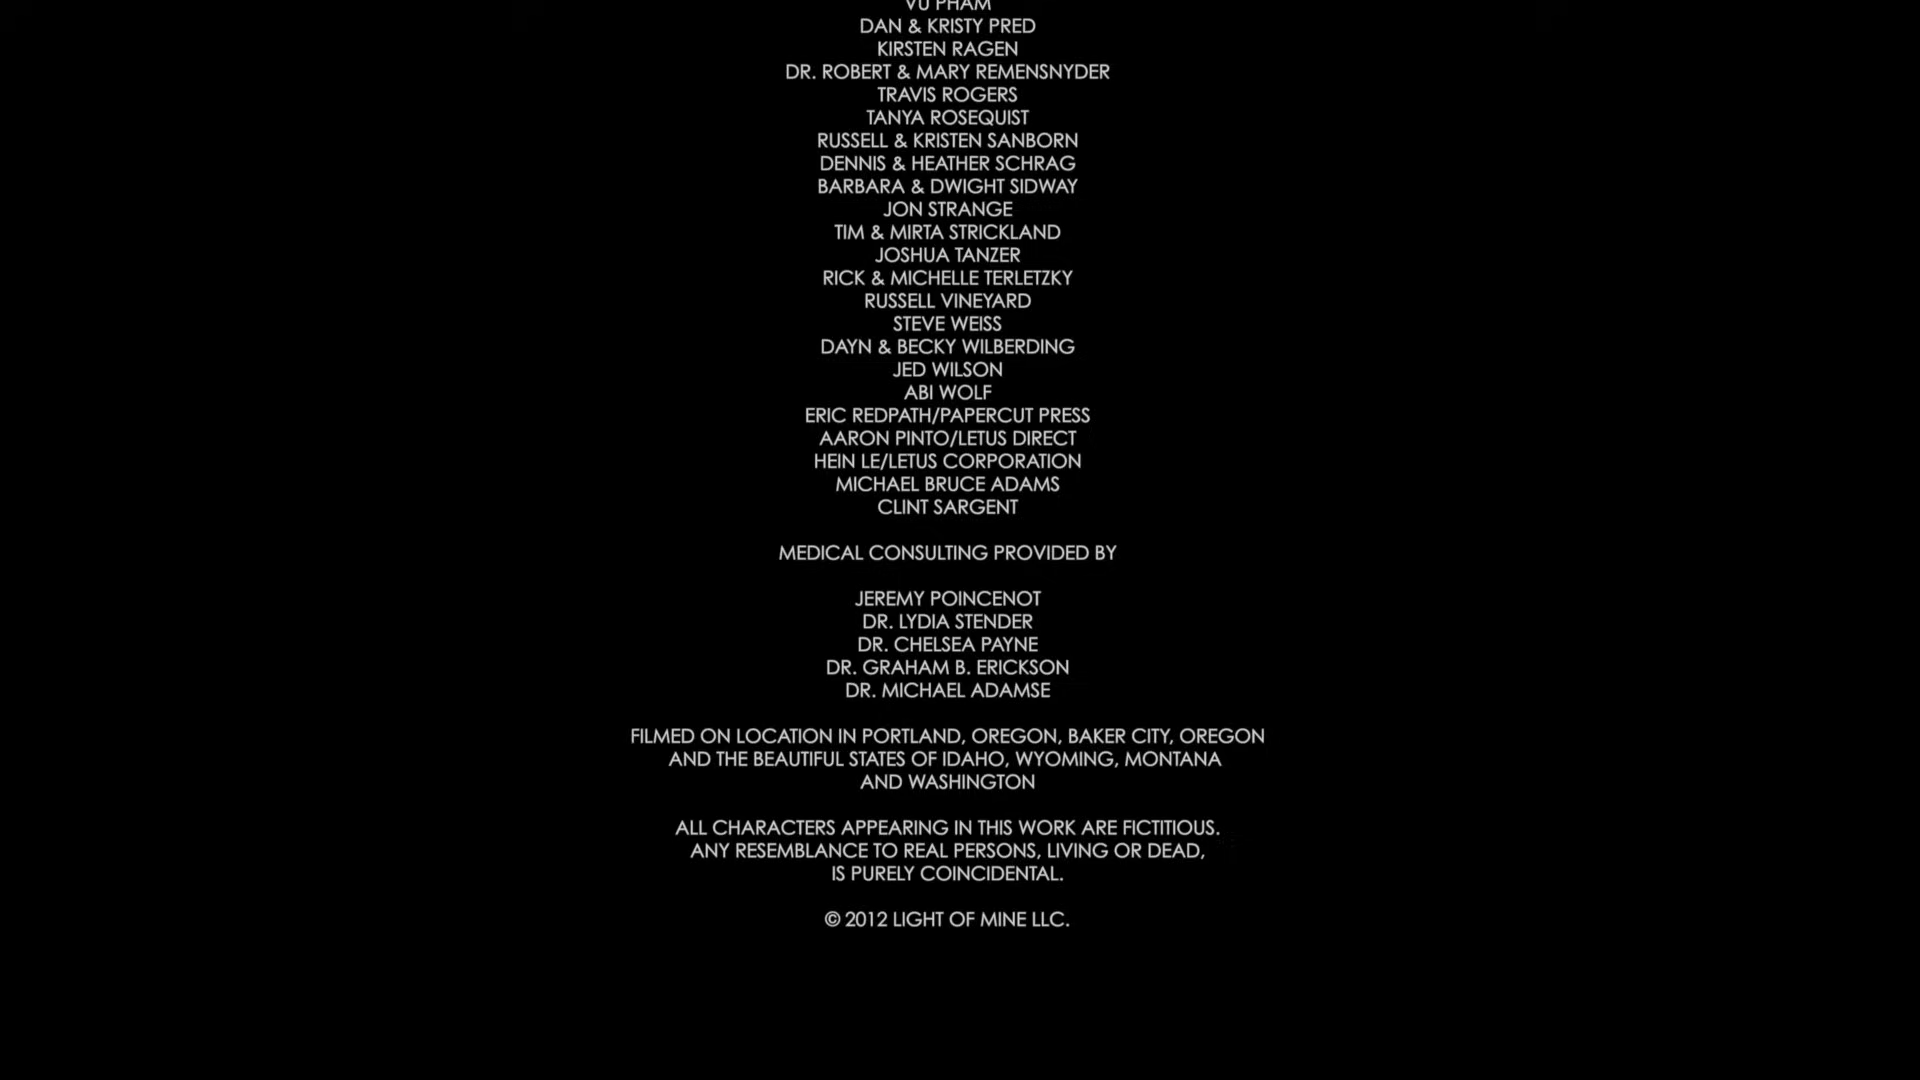 VU PHAM
DAN & KRISTY PRED
KIRSTEN RAGEN
DR. ROBERT & MARY REMENSNYDER
TRAVIS ROGERS
TANYA ROSEQUIST
RUSSELL & KRISTEN SANBORN
DENNIS & HEATHER SCHRAG
BARBARA & DWIGHT SIDWAY
JON STRANGE
TIM & MIRTA STRICKLAND
JOSHUA TANZER
RICK & MICHELLE TERLETZKY
RUSSELL VINEYARD
STEVE WEISS
DAYN & BECKY WILBERDING
JED WILSON
ABI WOLF
ERIC REDPATH/PAPERCUT PRESS
AARON PINTO/LETUS DIRECT
HEIN LE/LETUS CORPORATION
MICHAEL BRUCE ADAMS
CLINT SARGENT
MEDICAL CONSULTING PROVIDED BY
JEREMY POINCENOT
DR. LYDIA STENDER
DR. CHELSEA PAYNE
DR. GRAHAM B. ERICKSON
DR. MICHAEL ADAMSE
FILMED ON LOCATION IN PORTLAND, OREGON, BAKER CITY, OREGON
AND THE BEAUTIFUL STATES OF IDAHO, WYOMING, MONTANA
AND WASHINGTON
ALL CHARACTERS APPEARING IN THIS WORK ARE FICTITIOUS.
ANY RESEMBLANCE TO REAL PERSONS, LIVING OR DEAD,
IS PURELY COINCIDENTAL.
© 2012 LIGHT OF MINE LLC.